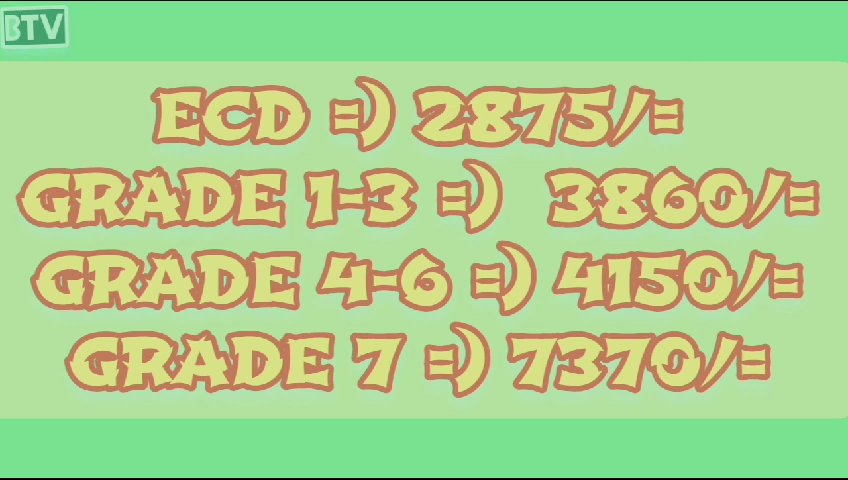 BTV
ECD =) 2875/=
GRADE 1-3 =) 3860/=
GRADE 4-6 =) 4150/=
GRADE 7 =) 7370/=